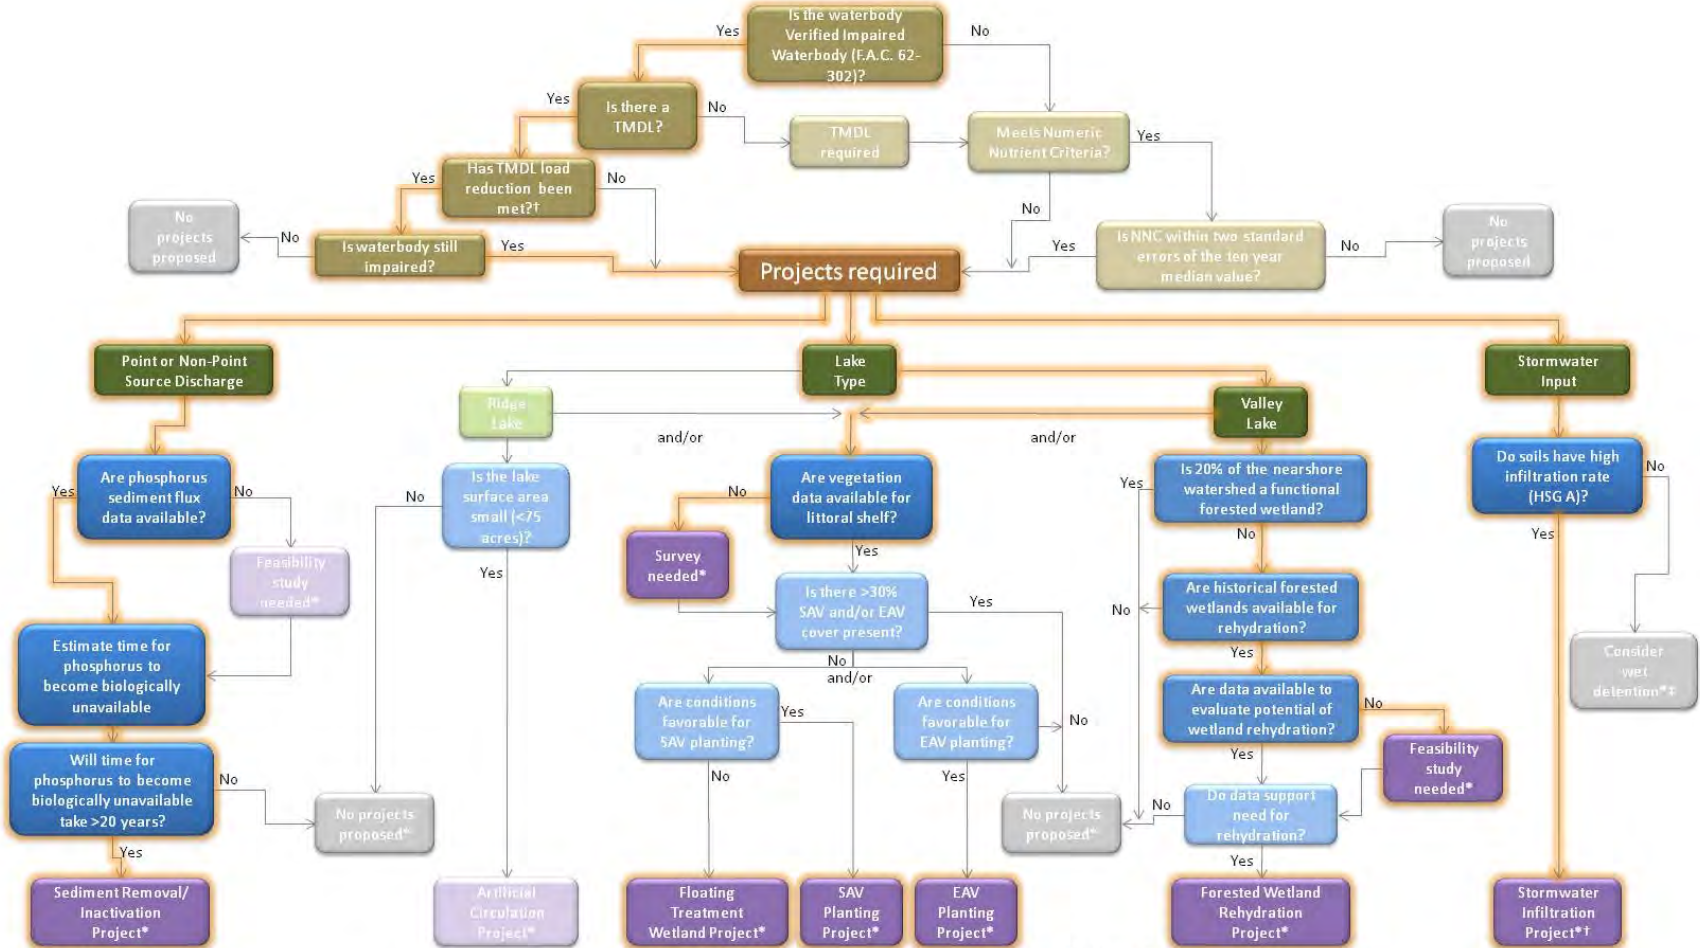 Is the waterbody
Verified Impaired
Waterbody (F.A.C. 62-
302)?
Yes
No
Is there a
TMDL?
Yes
No
TMDL
required
Meets Numeric
Nutrient Criteria?
Yes
No
Has TMDL load
reduction been
met?†
Yes
No
No
projects
proposed
No
Is waterbody still
impaired?
Yes
Projects required
Yes
Is NNC within two standard
errors of the ten year
median value?
No
No
projects
proposed
Point or Non-Point
Source Discharge
Lake
Type
Stormwater
Input
Ridge
Lake
and/or
and/or
Valley
Lake
Are phosphorus
sediment flux
data available?
Yes
No
Feasibility
study
needed*
Estimate time for
phosphorus to
become biologically
unavailable
Will time for
phosphorus to become
biologically unavailable
take >20 years?
No
Yes
No projects
proposed*
Sediment Removal/
Inactivation
Project*
Is the lake
surface area
small (<75
acres)?
No
Yes
Artificial
Circulation
Project*
Are vegetation
data available for
littoral shelf?
No
Yes
Survey
needed*
Is there >30%
SAV and/or EAV
cover present?
Yes
No
and/or
Are conditions
favorable for
SAV planting?
Yes
No
Are conditions
favorable for
EAV planting?
No
Yes
Floating
Treatment
Wetland Project*
SAV
Planting
Project*
EAV
Planting
Project*
Is 20% of the nearshore
watershed a functional
forested wetland?
Yes
No
Are historical forested
wetlands available for
rehydration?
No
Yes
Are data available to
evaluate potential of
wetland rehydration?
No
Yes
Feasibility
study
needed*
Do data support
need for
rehydration?
No
Yes
No projects
proposed*
Forested Wetland
Rehydration
Project*
Do soils have high
infiltration rate
(HSG A)?
No
Yes
Consider
wet
detention*‡
Stormwater
Infiltration
Project*†